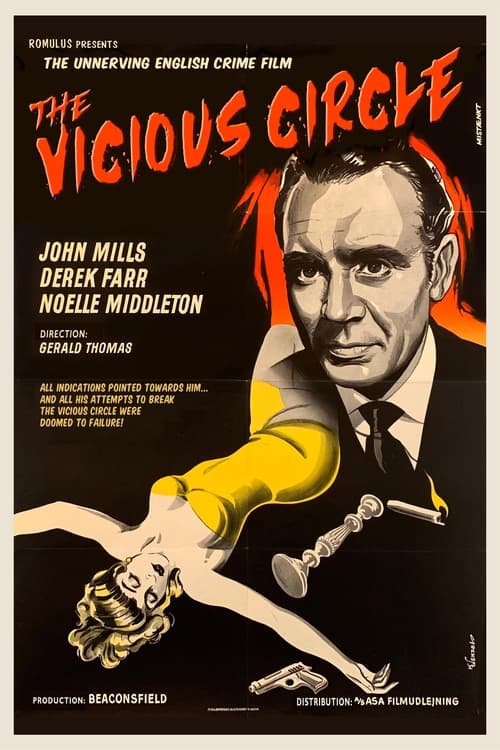 ROMULUS PRESENTS
THE UNNERVING ENGLISH CRIME FILM
THE
VICIOUS CIRCLE
MISTÆNKT
JOHN MILLS
DEREK FARR
NOELLE MIDDLETON
DIRECTION:
GERALD THOMAS
ALL INDICATIONS POINTED TOWARDS HIM...
AND ALL HIS ATTEMPTS TO BREAK
THE VICIOUS CIRCLE WERE
DOOMED TO FAILURE!
PRODUCTION: BEACONSFIELD
DISTRIBUTION: A/S ASA FILMUDLEJNING